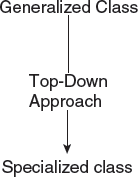 Generalized Class
Top-Down
Approach
Specialized class